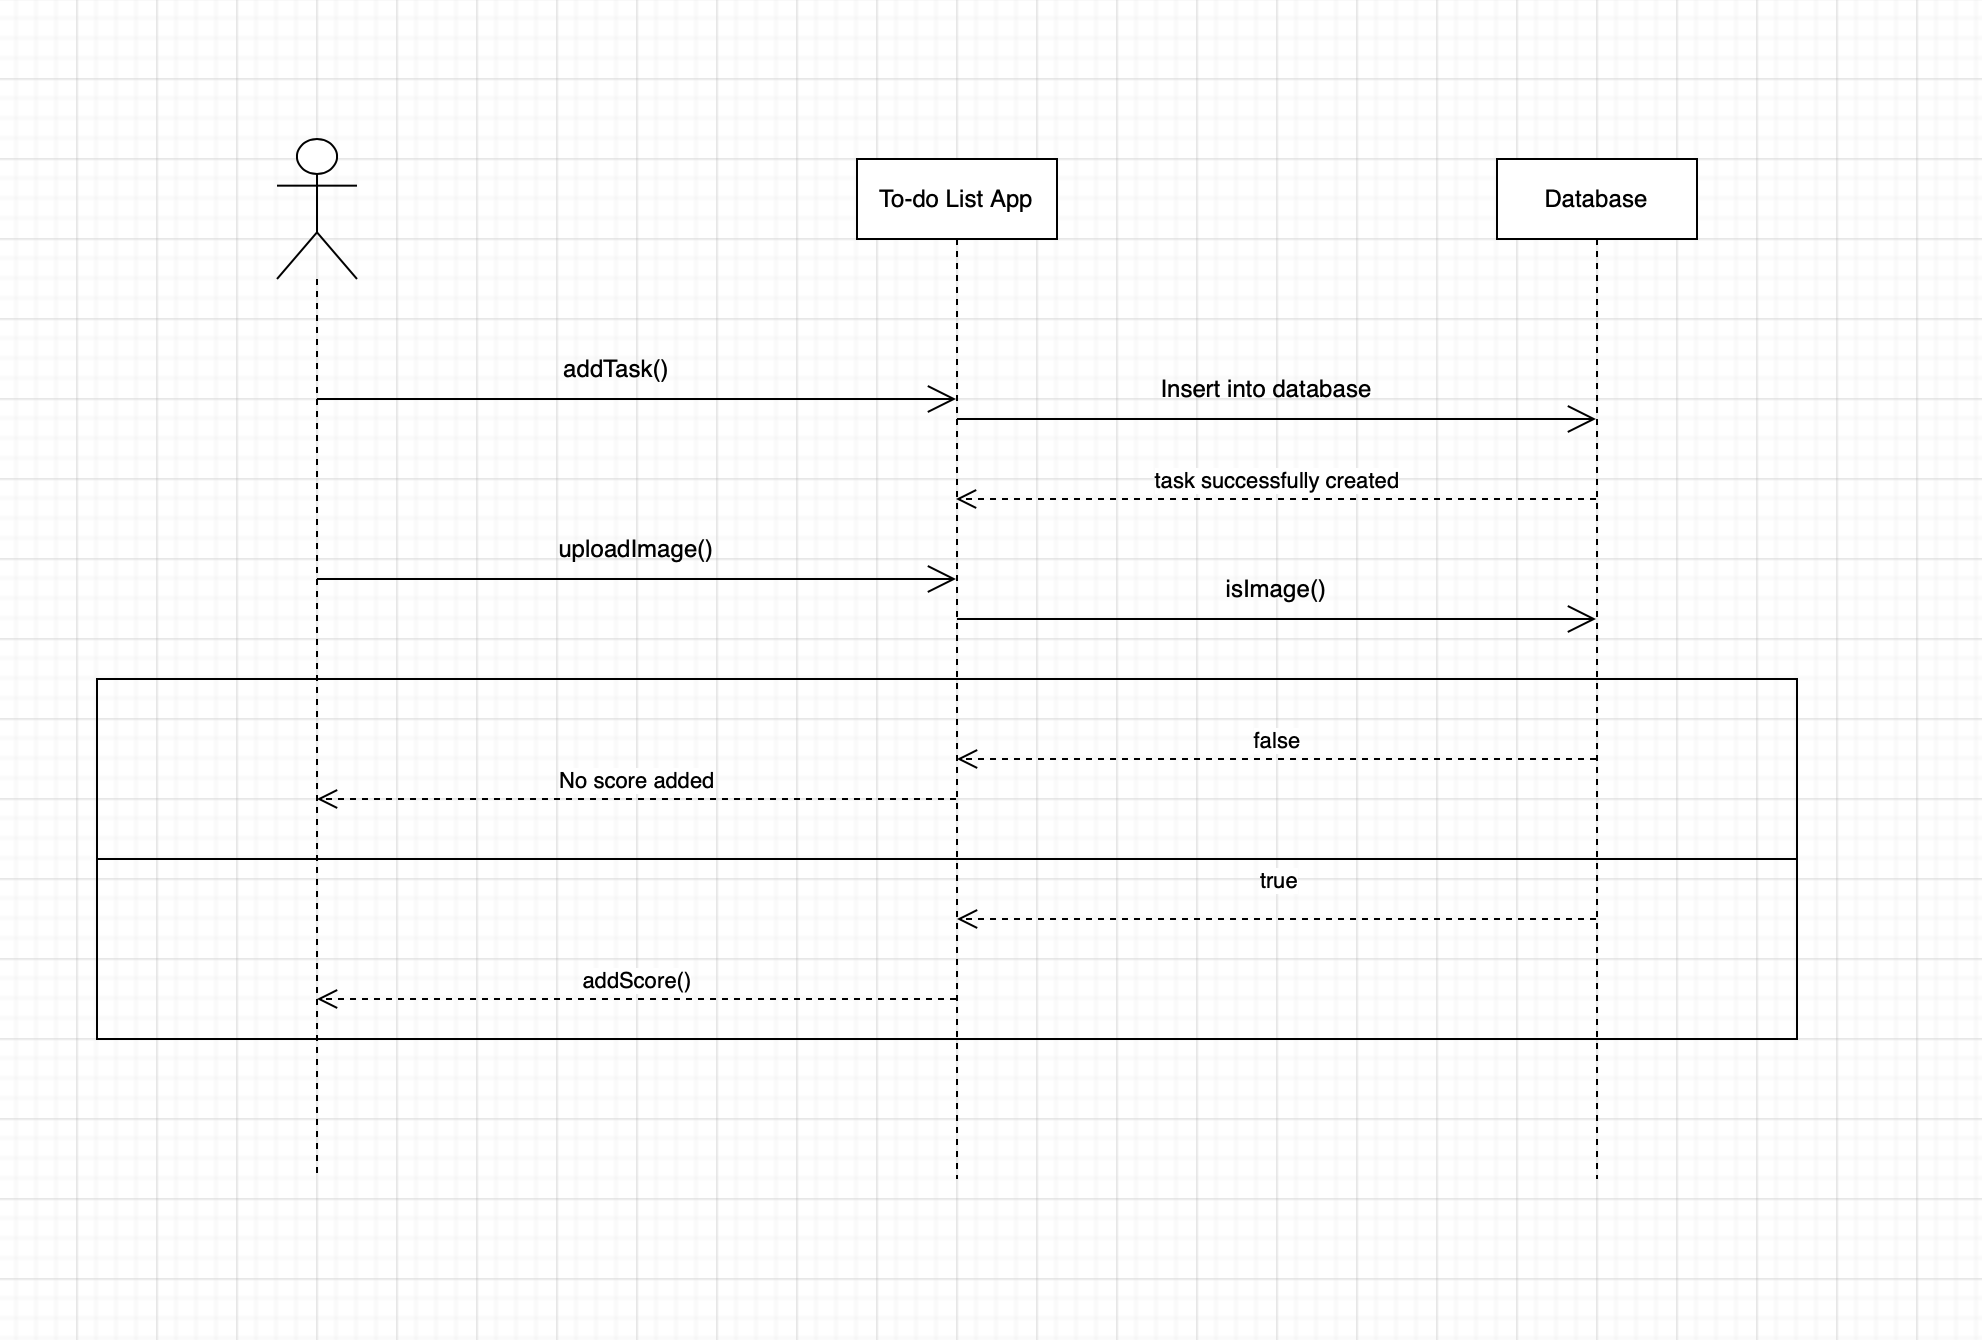 To-do List App
Database
addTask()
Insert into database
task successfully created
uploadImage()
isImage()
false
No score added
true
addScore()